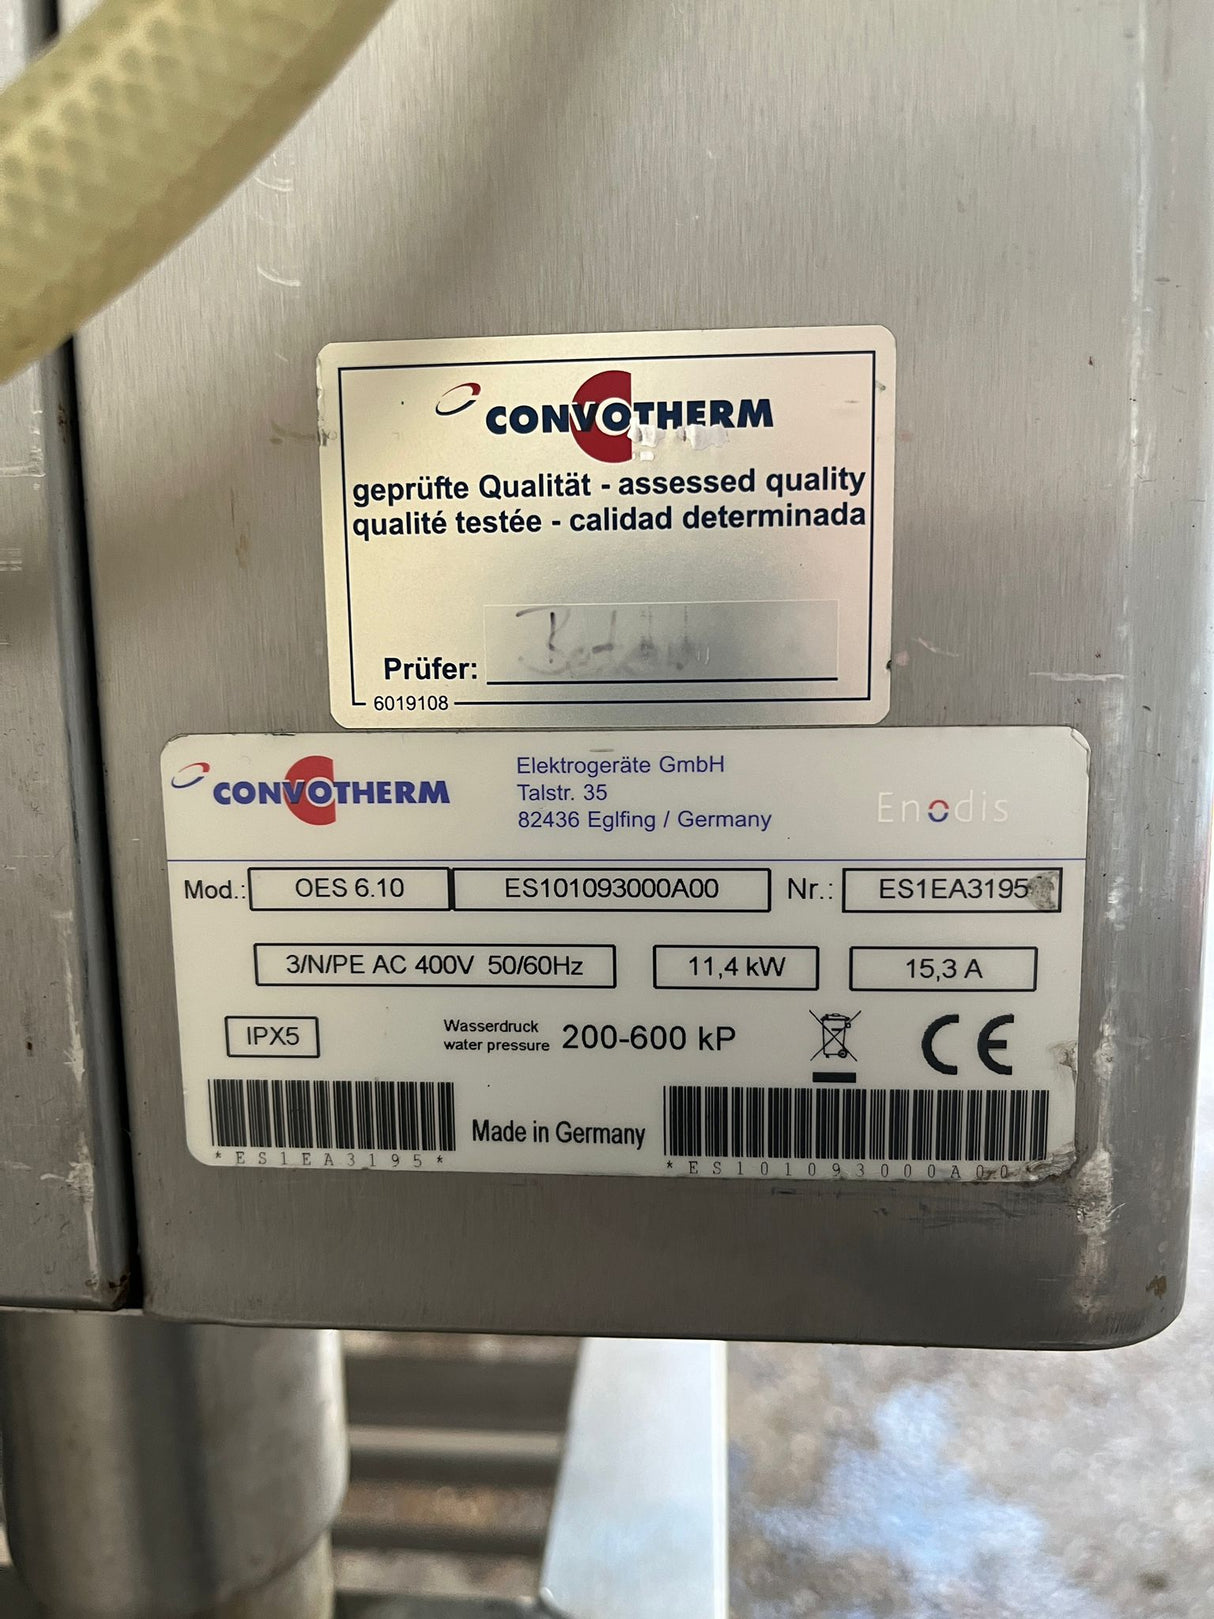 CONVOTHERM
geprüfte Qualität - assessed quality
qualité testée - calidad determinada
Prüfer:
6019108
CONVOTHERM
Elektrogeräte GmbH
Talstr. 35
82436 Eglfing / Germany
Enodis
Mod.: OES 6.10 ES101093000A00 Nr.: ES1EA3195
3/N/PE AC 400V 50/60Hz 11,4 kW 15,3 A
IPX5
Wasserdruck
water pressure 200-600 kP
CE
Made in Germany
*ES1EA3195*
*ES101093000A00*